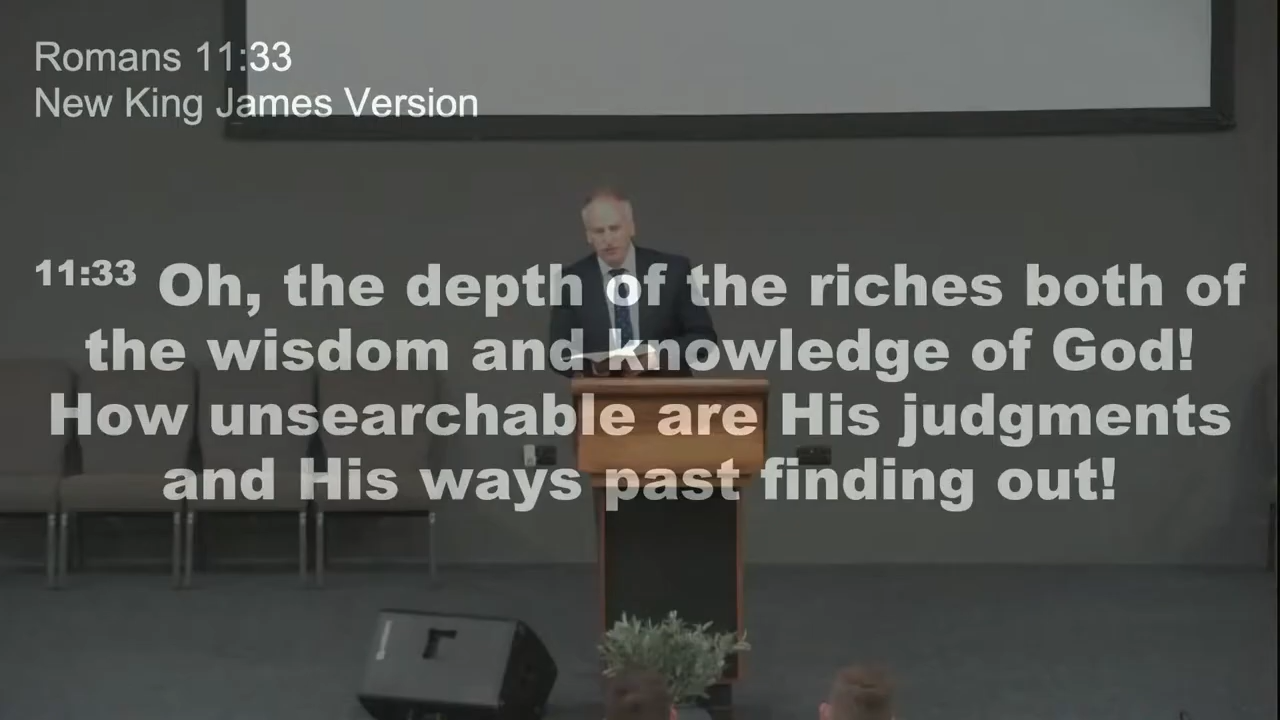 Romans 11:33
New King James Version
11:33 Oh, the depth of the riches both of
the wisdom and knowledge of God!
How unsearchable are His judgments
and His ways past finding out!